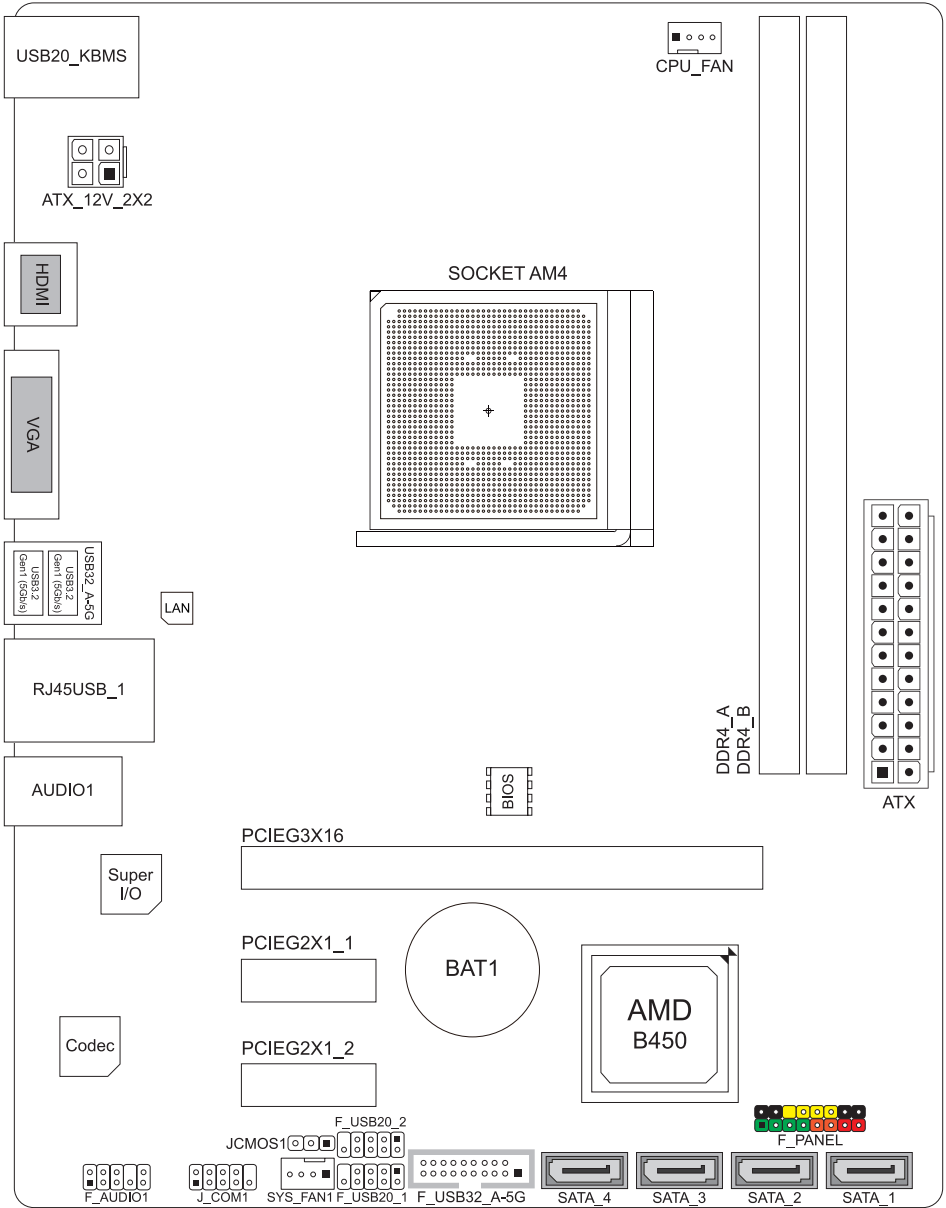 USB20_KBMS
CPU_FAN
ATX_12V_2X2
HDMI
SOCKET AM4
VGA
USB32_A-5G
USB3.2
Gen1 (5Gb/s)
USB3.2
Gen1 (5Gb/s)
LAN
RJ45USB_1
DDR4_A
DDR4_B
AUDIO1
BIOS
ATX
PCIEG3X16
Super
I/O
PCIEG2X1_1
BAT1
AMD
B450
Codec
PCIEG2X1_2
F_USB20_2
JCMOS1
F_PANEL
F_AUDIO1
J_COM1
SYS_FAN1
F_USB20_1
F_USB32_A-5G
SATA_4
SATA_3
SATA_2
SATA_1